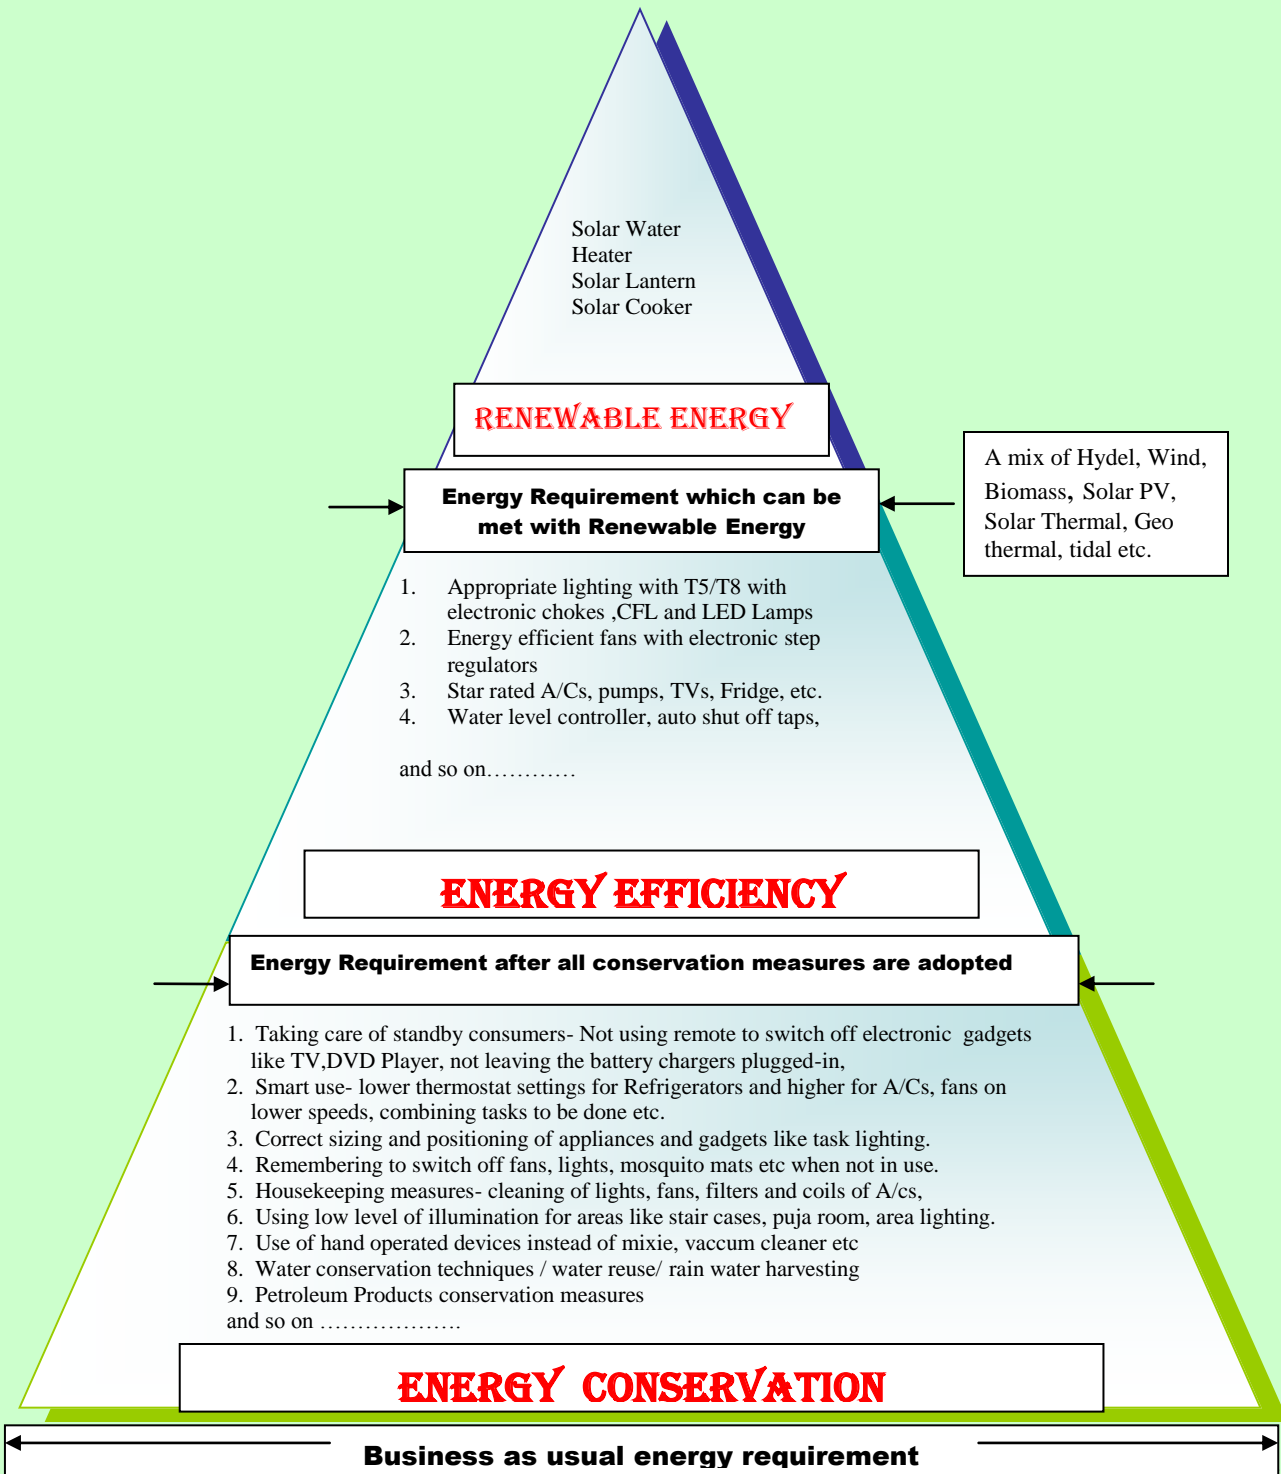 Solar Water
Heater
Solar Lantern
Solar Cooker
RENEWABLE ENERGY
Energy Requirement which can be
met with Renewable Energy
A mix of Hydel, Wind,
Biomass, Solar PV,
Solar Thermal, Geo
thermal, tidal etc.
1. Appropriate lighting with T5/T8 with
electronic chokes ,CFL and LED Lamps
2. Energy efficient fans with electronic step
regulators
3. Star rated A/Cs, pumps, TVs, Fridge, etc.
4. Water level controller, auto shut off taps,
and so on…………
ENERGY EFFICIENCY
Energy Requirement after all conservation measures are adopted
1. Taking care of standby consumers- Not using remote to switch off electronic gadgets
like TV,DVD Player, not leaving the battery chargers plugged-in,
2. Smart use- lower thermostat settings for Refrigerators and higher for A/Cs, fans on
lower speeds, combining tasks to be done etc.
3. Correct sizing and positioning of appliances and gadgets like task lighting.
4. Remembering to switch off fans, lights, mosquito mats etc when not in use.
5. Housekeeping measures- cleaning of lights, fans, filters and coils of A/cs,
6. Using low level of illumination for areas like stair cases, puja room, area lighting.
7. Use of hand operated devices instead of mixie, vaccum cleaner etc
8. Water conservation techniques / water reuse/ rain water harvesting
9. Petroleum Products conservation measures
and so on ……………….
ENERGY CONSERVATION
Business as usual energy requirement